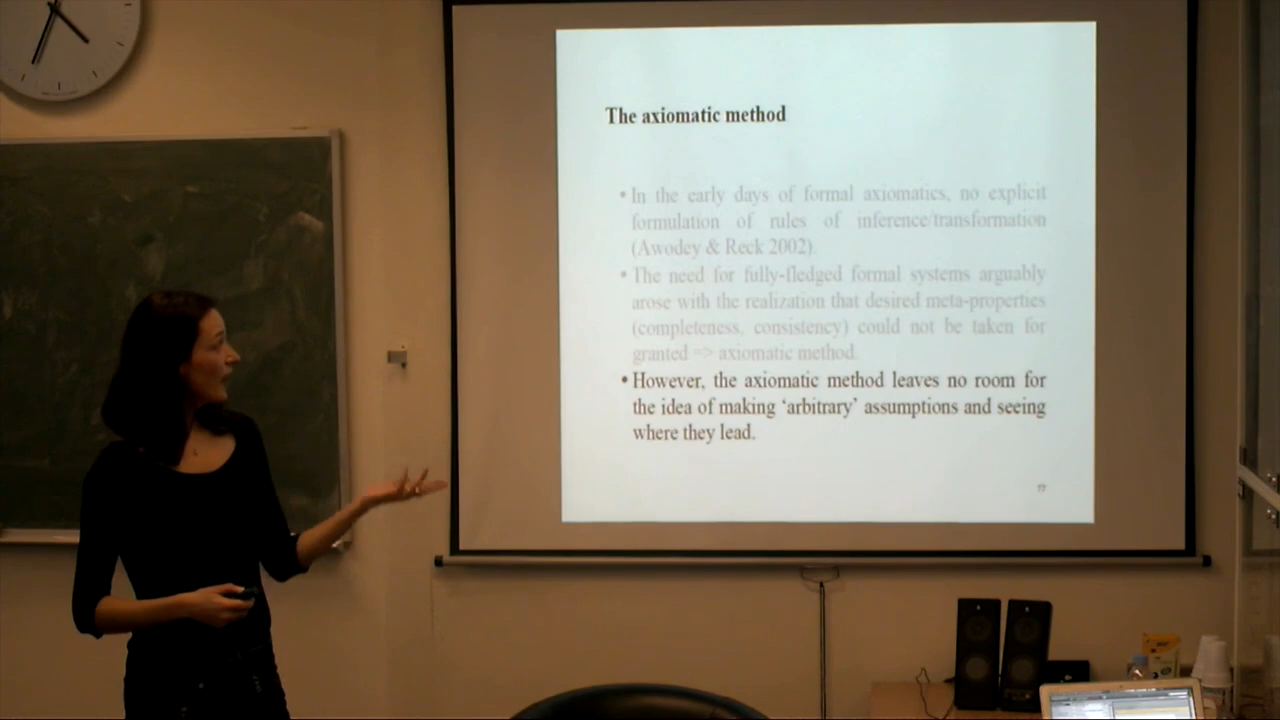 The axiomatic method
• In the early days of formal axiomatics, no explicit
formulation of rules of inference/transformation
(Awodey & Reck 2002).
• The need for fully-fledged formal systems arguably
arose with the realization that desired meta-properties
(completeness, consistency) could not be taken for
granted => axiomatic method.
• However, the axiomatic method leaves no room for
the idea of making ‘arbitrary’ assumptions and seeing
where they lead.